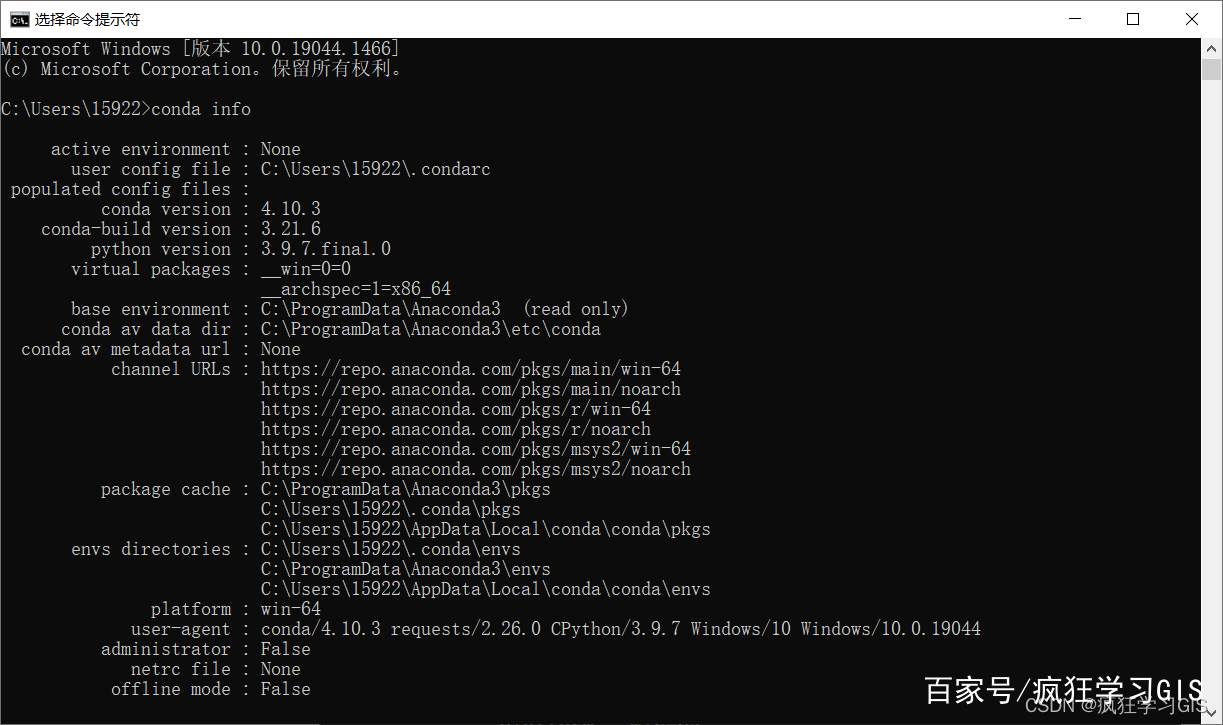 选择命令提示符
Microsoft Windows [版本 10.0.19044.1466]
(c) Microsoft Corporation。保留所有权利。
C:\Users\15922>conda info
active environment : None
user config file : C:\Users\15922\.condarc
populated config files :
conda version : 4.10.3
conda-build version : 3.21.6
python version : 3.9.7.final.0
virtual packages : __win=0=0
__archspec=1=x86_64
base environment : C:\ProgramData\Anaconda3  (read only)
conda av data dir : C:\ProgramData\Anaconda3\etc\conda
conda av metadata url : None
channel URLs : https://repo.anaconda.com/pkgs/main/win-64
https://repo.anaconda.com/pkgs/main/noarch
https://repo.anaconda.com/pkgs/r/win-64
https://repo.anaconda.com/pkgs/r/noarch
https://repo.anaconda.com/pkgs/msys2/win-64
https://repo.anaconda.com/pkgs/msys2/noarch
package cache : C:\ProgramData\Anaconda3\pkgs
C:\Users\15922\.conda\pkgs
C:\Users\15922\AppData\Local\conda\conda\pkgs
envs directories : C:\Users\15922\.conda\envs
C:\ProgramData\Anaconda3\envs
C:\Users\15922\AppData\Local\conda\conda\envs
platform : win-64
user-agent : conda/4.10.3 requests/2.26.0 CPython/3.9.7 Windows/10 Windows/10.0.19044
administrator : False
netrc file : None
offline mode : False
百家号/疯狂学习GIS
CSDN @疯狂学习GIS